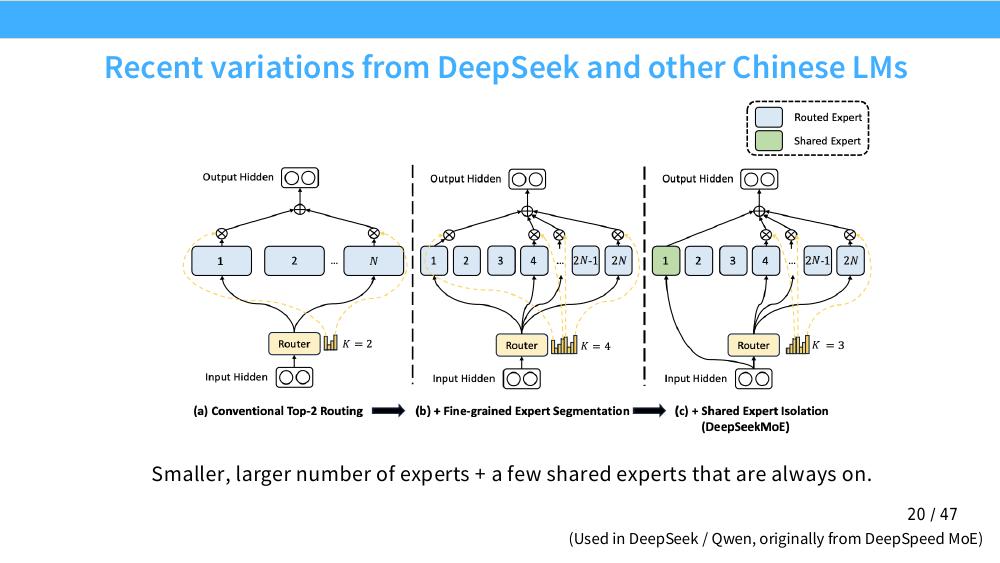 Recent variations from DeepSeek and other Chinese LMs
Routed Expert
Shared Expert
Output Hidden
1
2
...
N
Router
K = 2
Input Hidden
(a) Conventional Top-2 Routing
Output Hidden
1
2
3
4
...
2N-1
2N
Router
K = 4
Input Hidden
(b) + Fine-grained Expert Segmentation
Output Hidden
1
2
3
4
...
2N-1
2N
Router
K = 3
Input Hidden
(c) + Shared Expert Isolation
(DeepSeekMoE)
Smaller, larger number of experts + a few shared experts that are always on.
20 / 47
(Used in DeepSeek / Qwen, originally from DeepSpeed MoE)